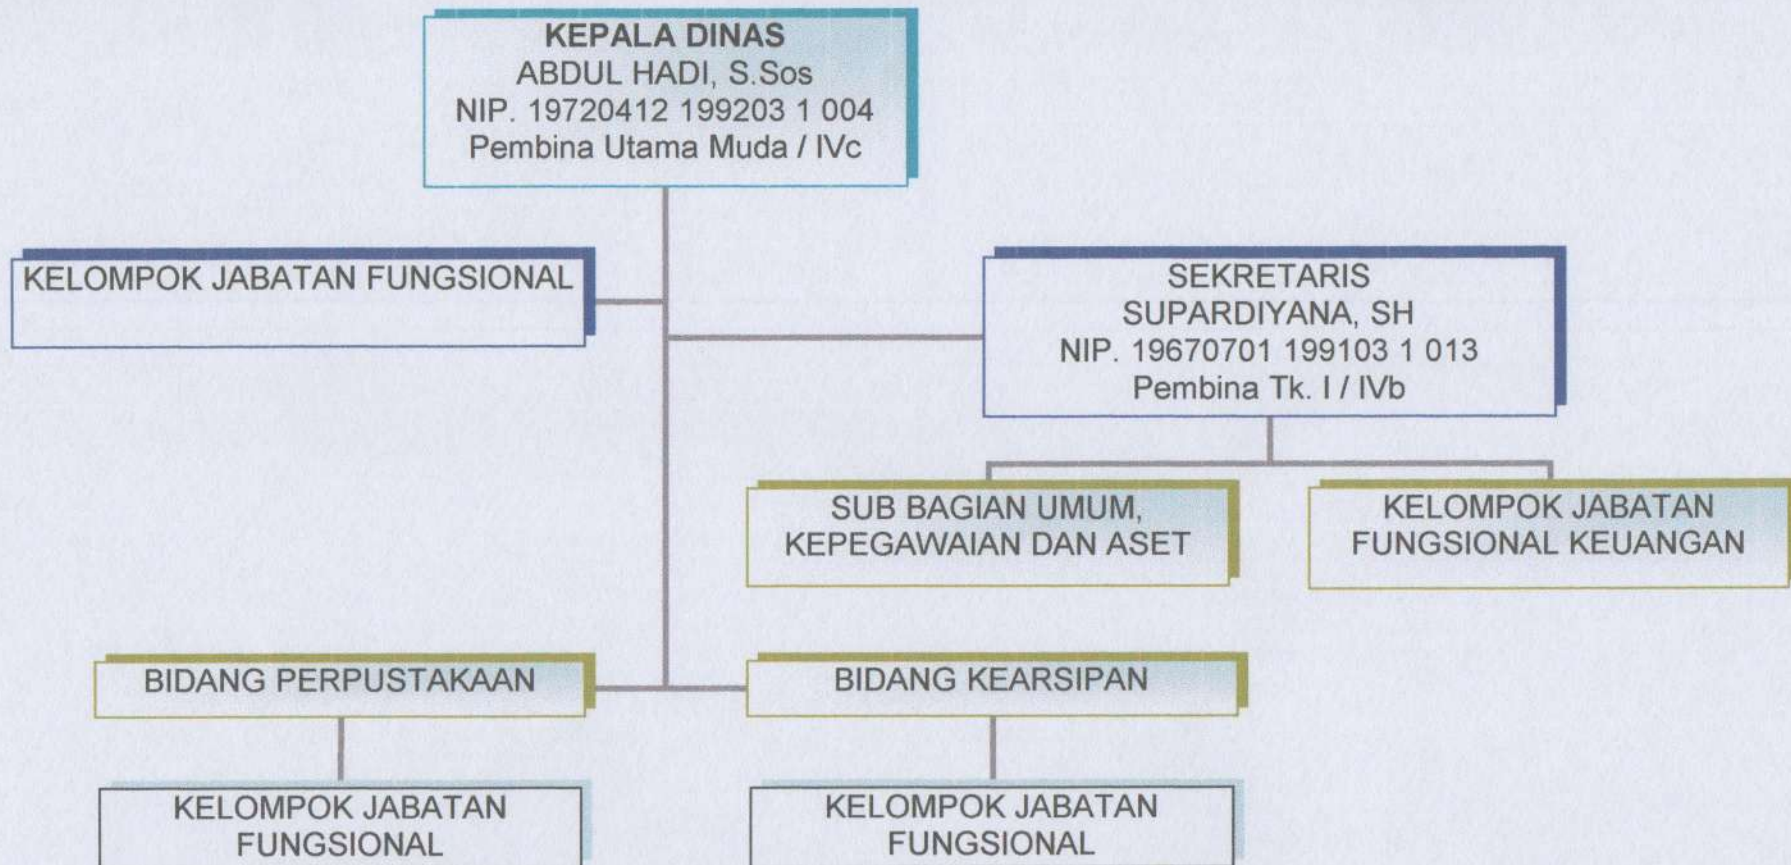 KEPALA DINAS
ABDUL HADI, S.Sos
NIP. 19720412 199203 1 004
Pembina Utama Muda / IVc
KELOMPOK JABATAN FUNGSIONAL
SEKRETARIS
SUPARDIYANA, SH
NIP. 19670701 199103 1 013
Pembina Tk. I / IVb
SUB BAGIAN UMUM,
KEPEGAWAIAN DAN ASET
KELOMPOK JABATAN
FUNGSIONAL KEUANGAN
BIDANG PERPUSTAKAAN
BIDANG KEARSIPAN
KELOMPOK JABATAN
FUNGSIONAL
KELOMPOK JABATAN
FUNGSIONAL